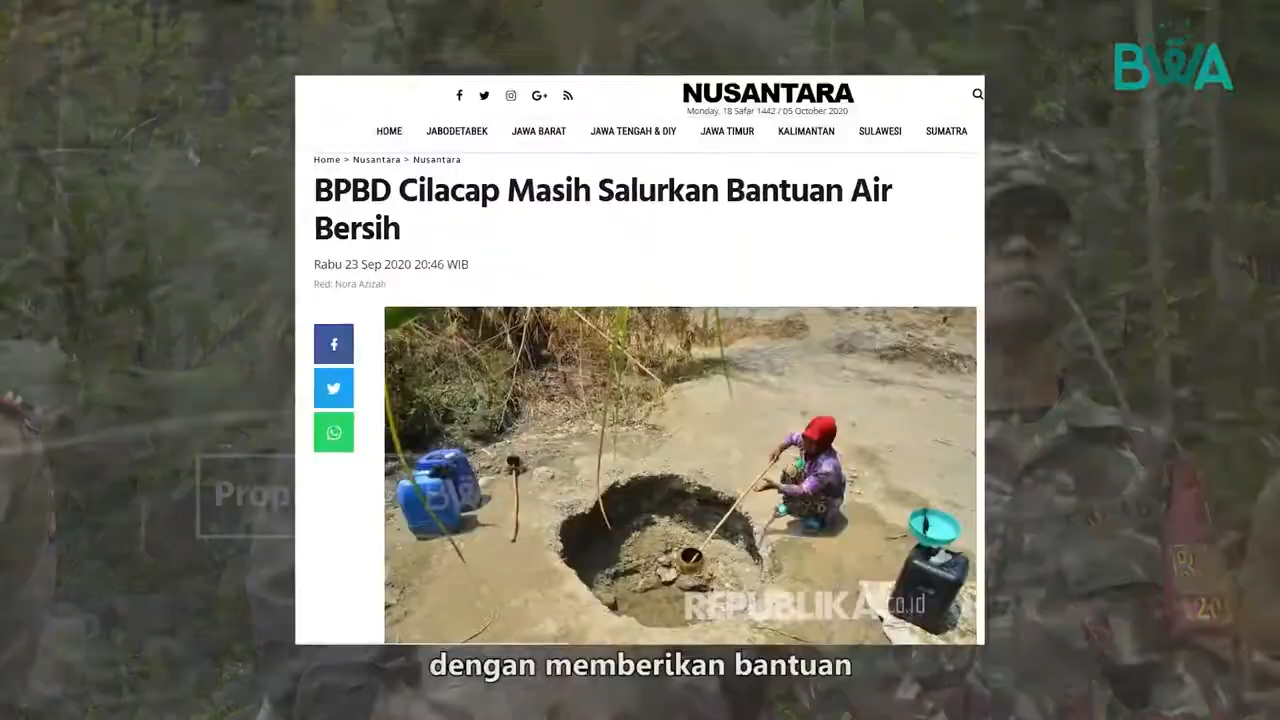 BWA
NUSANTARA
Monday, 18 Safar 1442 / 05 October 2020
HOME JABODETABEK JAWA BARAT JAWA TENGAH & DIY JAWA TIMUR KALIMANTAN SULAWESI SUMATRA
Home > Nusantara > Nusantara
BPBD Cilacap Masih Salurkan Bantuan Air
Bersih
Rabu 23 Sep 2020 20:46 WIB
Red: Nora Azizah
Prop
BWA
REPUBLIKA.co.id
dengan memberikan bantuan